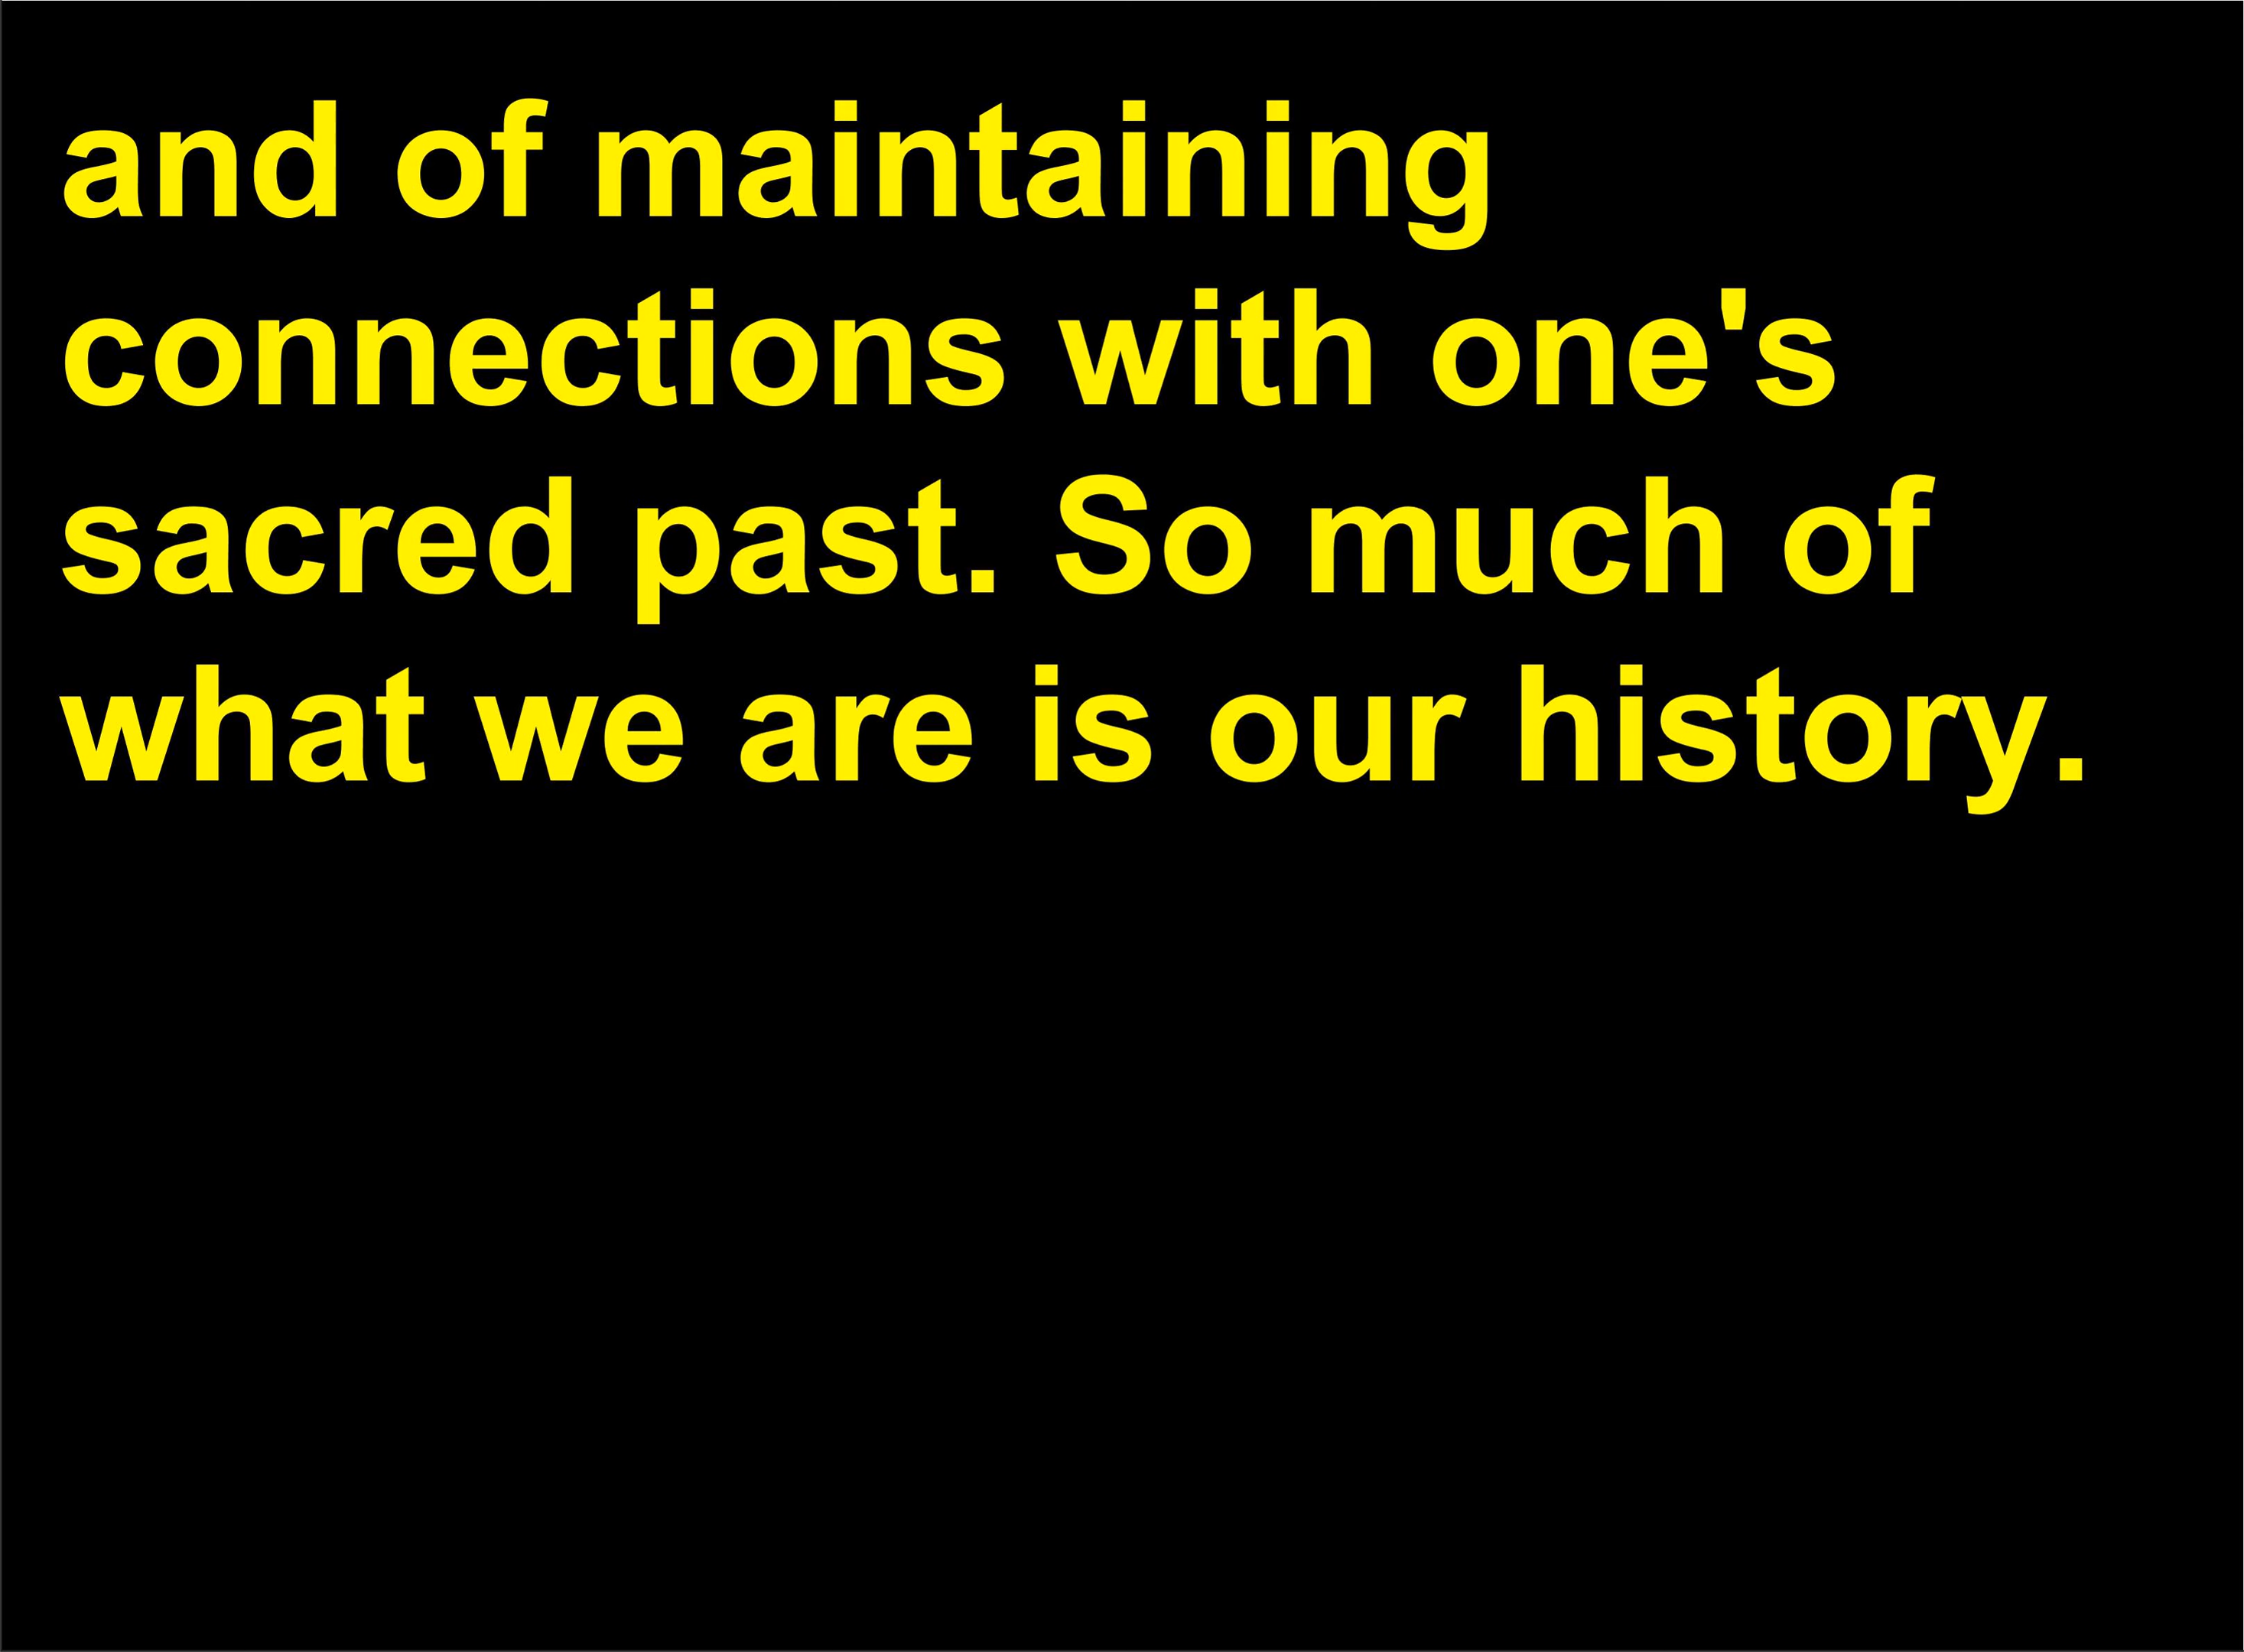 and of maintaining
connections with one's
sacred past. So much of
what we are is our history.